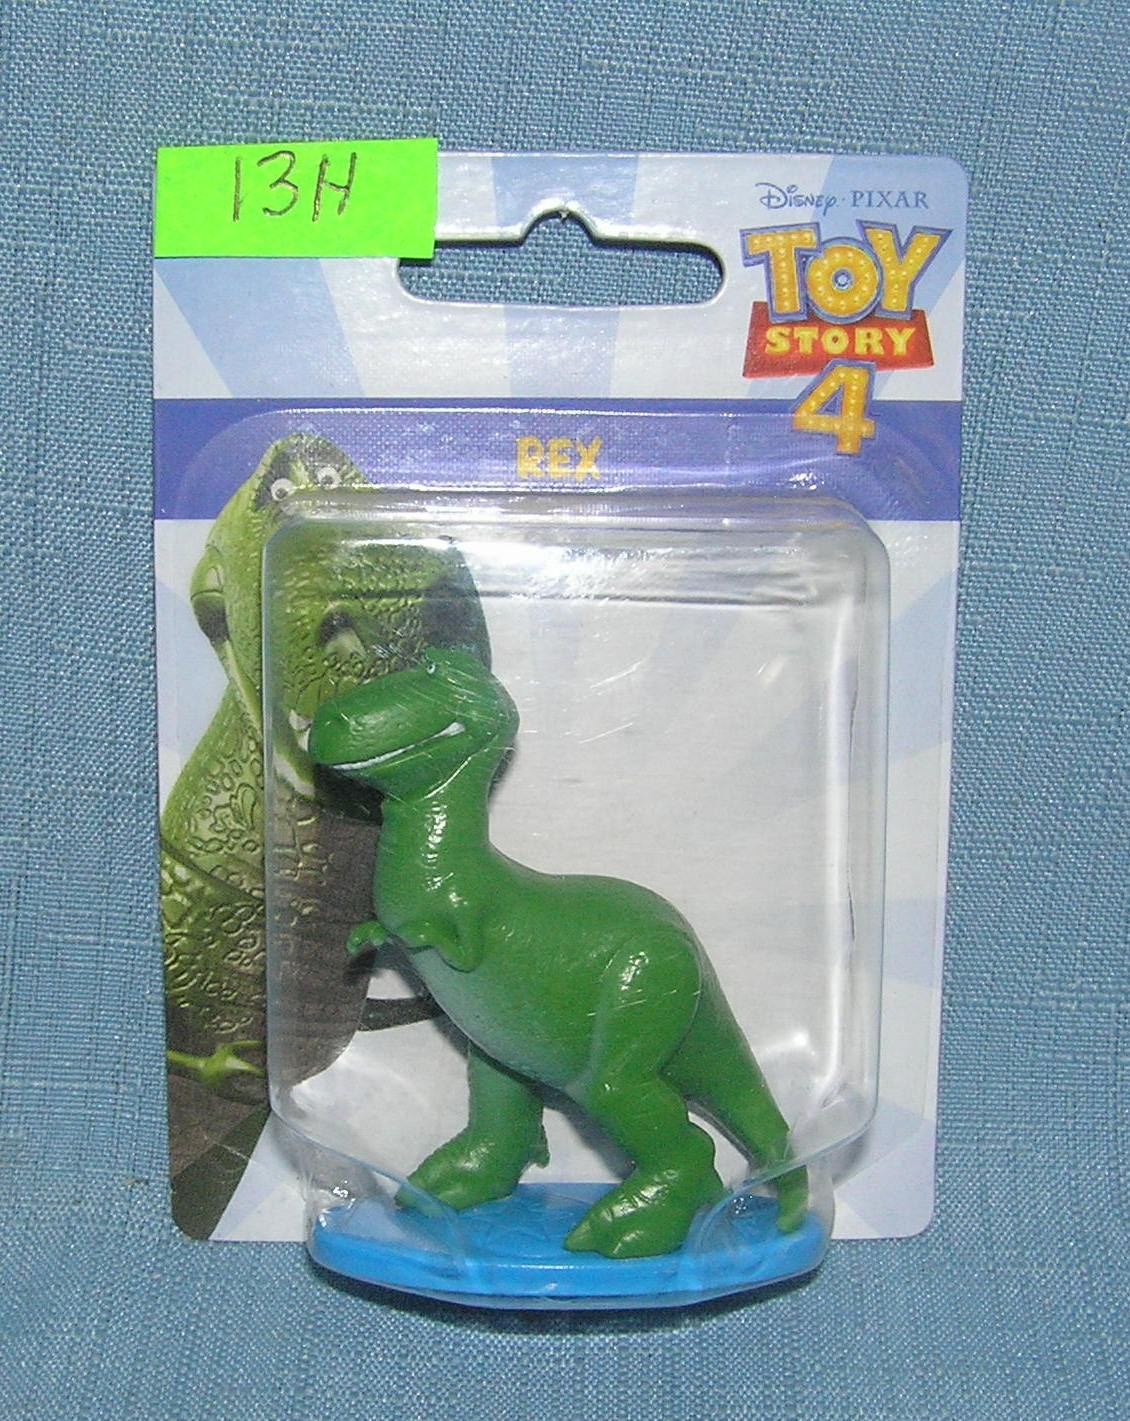 13H
Disney · PIXAR
TOY
STORY
4
REX